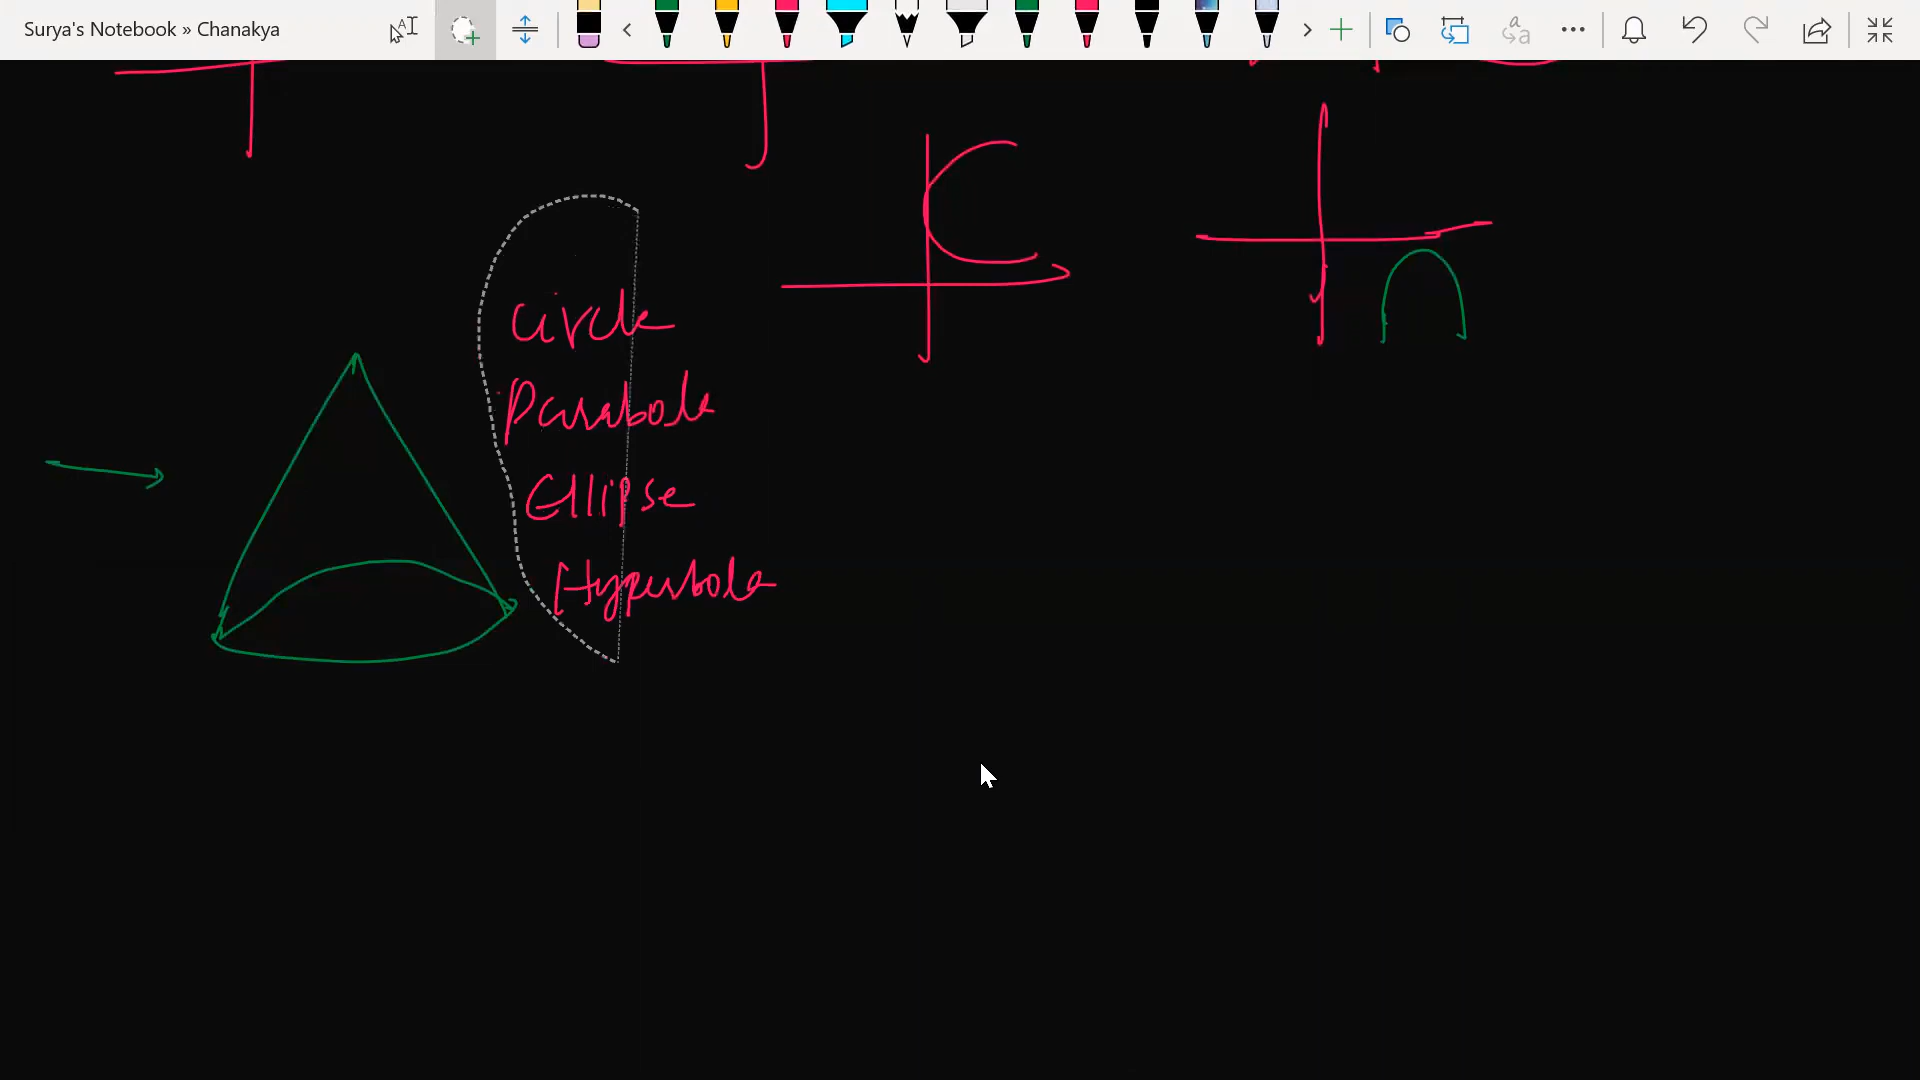 Surya's Notebook » Chanakya
Circle
Parabola
Ellipse
Hyperbola